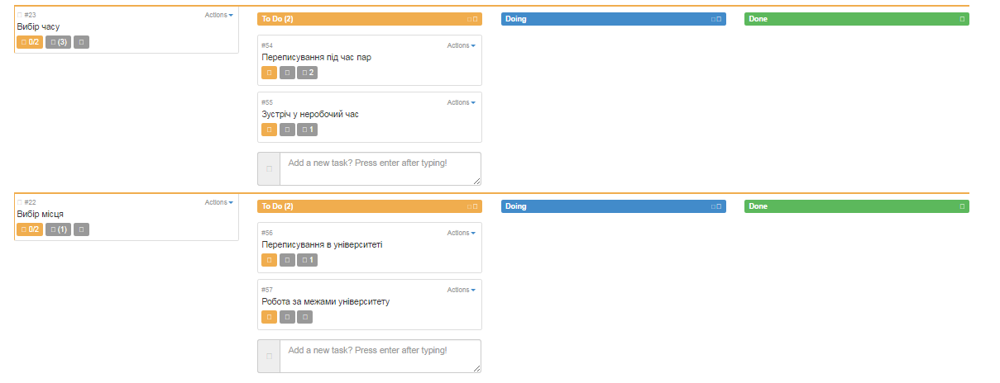 #23 Actions
Вибір часу
0/2 (3)
To Do (2)
Doing
Done
#54 Actions
Переписування під час пар
2
#55 Actions
Зустріч у неробочий час
1
Add a new task? Press enter after typing!
#22 Actions
Вибір місця
0/2 (1)
To Do (2)
Doing
Done
#56 Actions
Переписування в університеті
1
#57 Actions
Робота за межами університету
Add a new task? Press enter after typing!